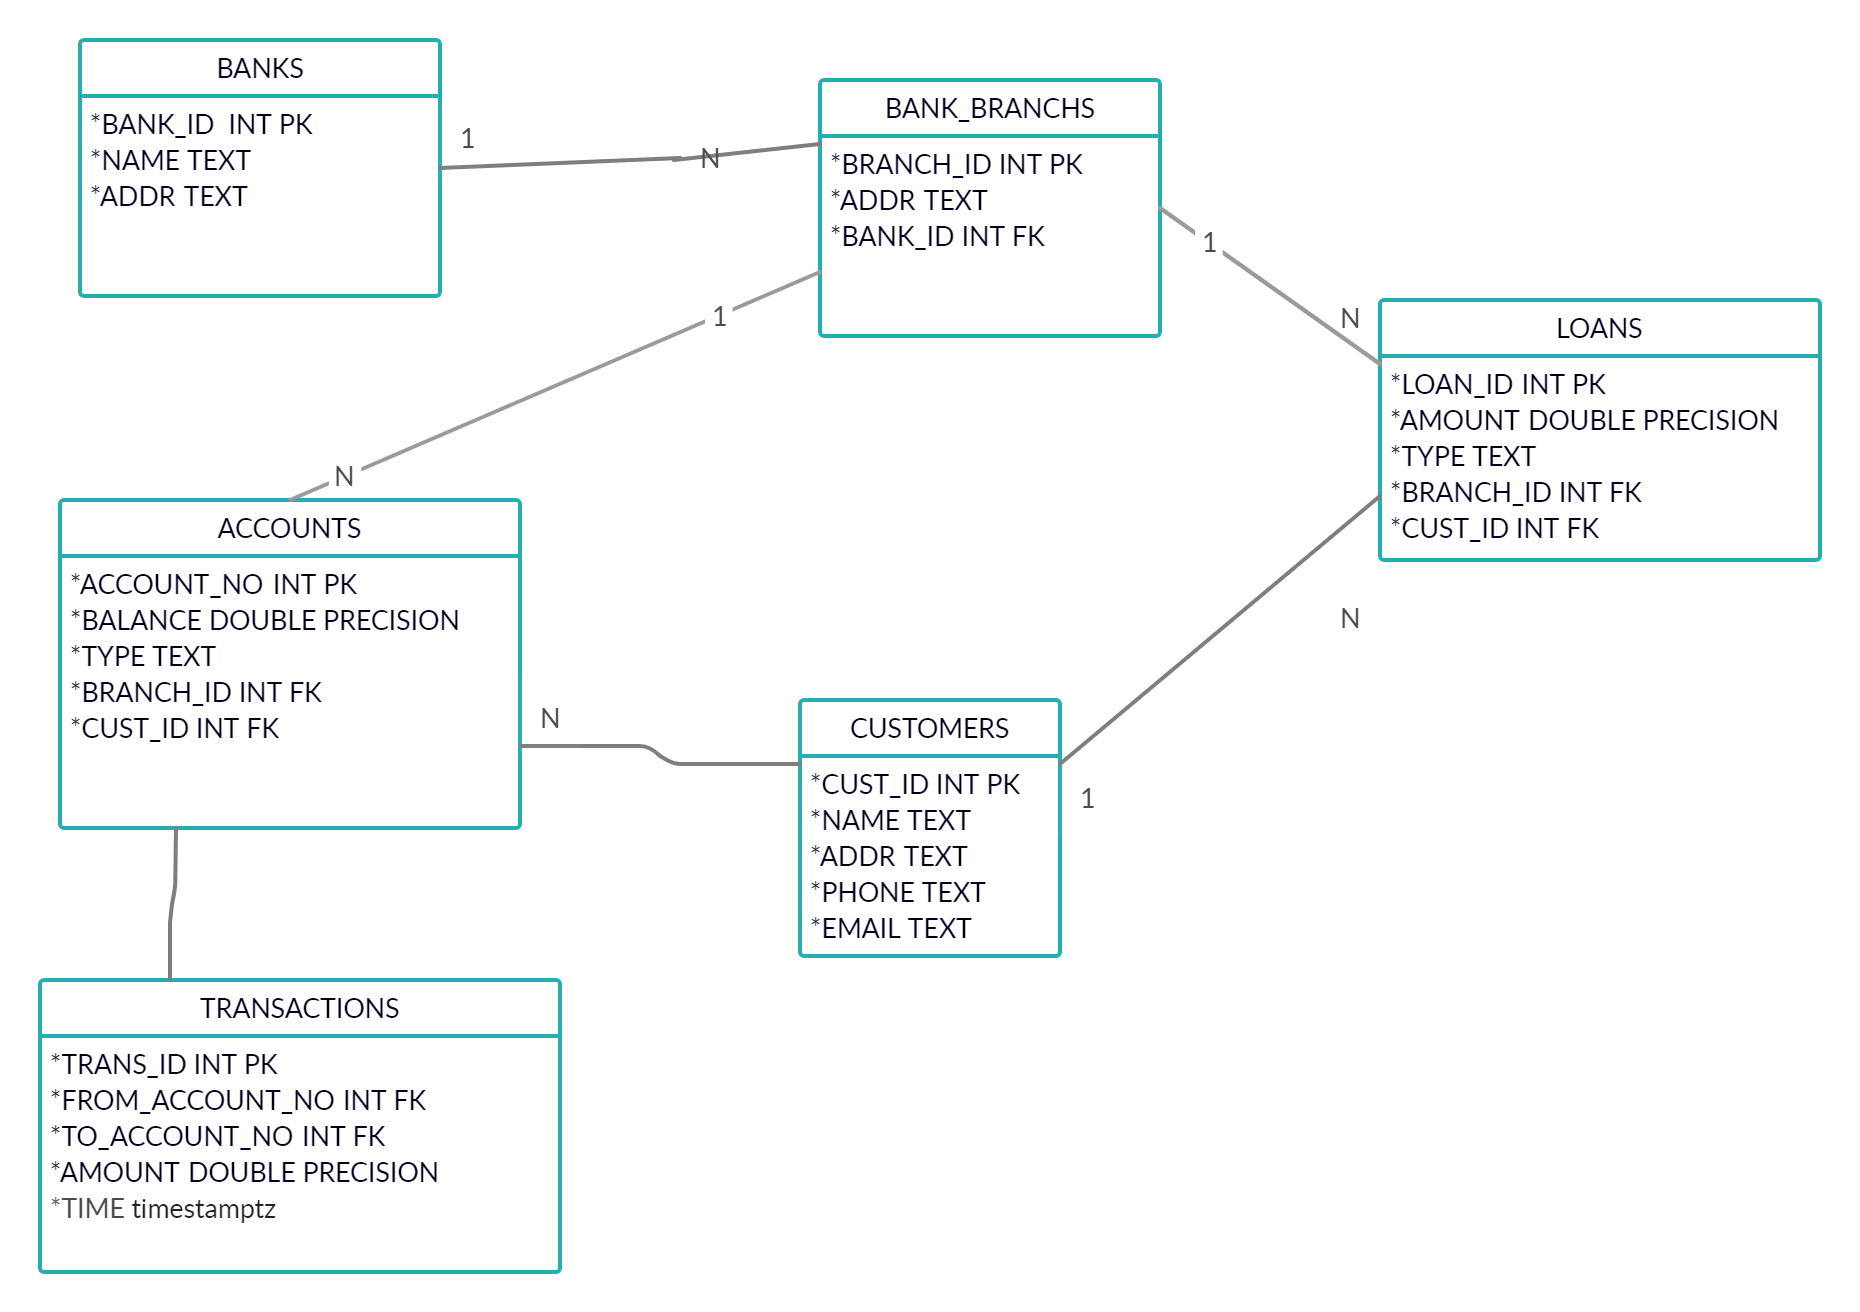 BANKS
*BANK_ID  INT PK
*NAME TEXT
*ADDR TEXT
1
N
BANK_BRANCHS
*BRANCH_ID INT PK
*ADDR TEXT
*BANK_ID INT FK
1
N
1
N
LOANS
*LOAN_ID INT PK
*AMOUNT DOUBLE PRECISION
*TYPE TEXT
*BRANCH_ID INT FK
*CUST_ID INT FK
ACCOUNTS
*ACCOUNT_NO INT PK
*BALANCE DOUBLE PRECISION
*TYPE TEXT
*BRANCH_ID INT FK
*CUST_ID INT FK
N
N
1
CUSTOMERS
*CUST_ID INT PK
*NAME TEXT
*ADDR TEXT
*PHONE TEXT
*EMAIL TEXT
TRANSACTIONS
*TRANS_ID INT PK
*FROM_ACCOUNT_NO INT FK
*TO_ACCOUNT_NO INT FK
*AMOUNT DOUBLE PRECISION
*TIME timestamptz